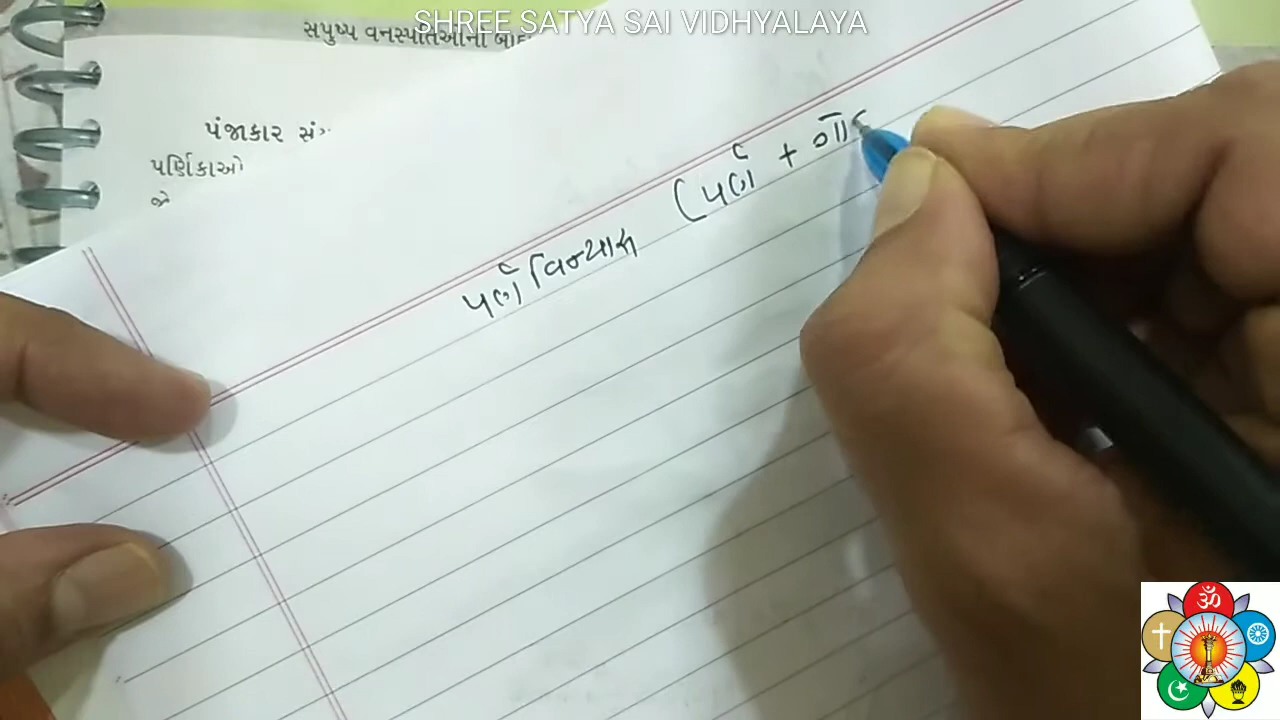 SHREE SATYA SAI VIDHYALAYA
સપુષ્પ વનસ્પતિઓના
પંજાકાર
પર્ણિકાઓ
જે
પર્ણવિન્યાસ (પર્ણ +
ॐ